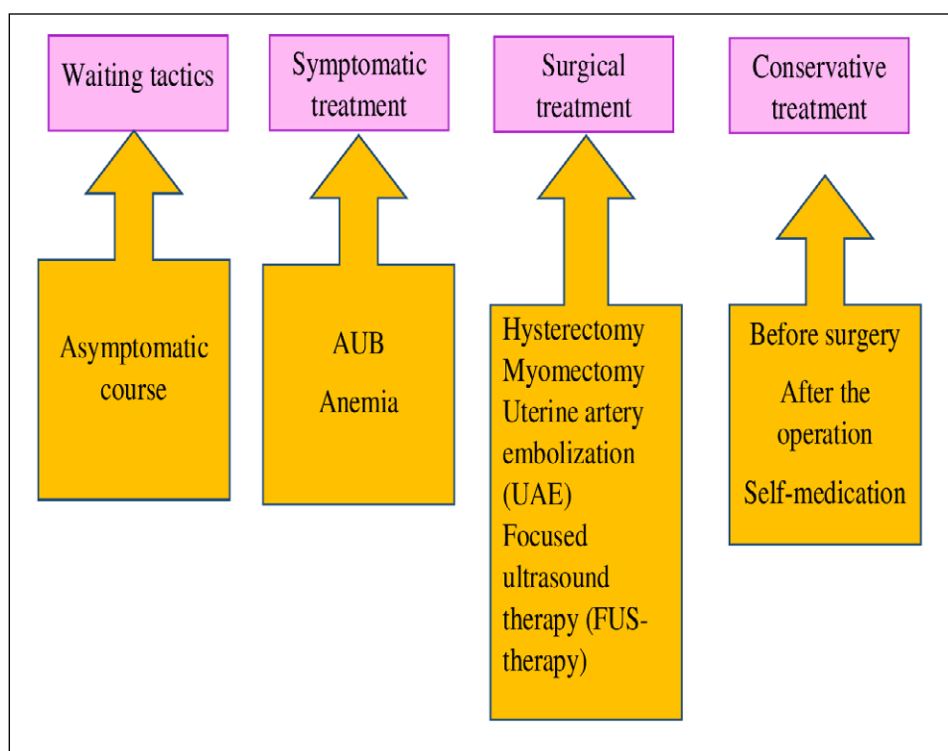 Waiting tactics
Symptomatic
treatment
Surgical
treatment
Conservative
treatment
Asymptomatic
course
AUB
Anemia
Hysterectomy
Myomectomy
Uterine artery
embolization
(UAE)
Focused
ultrasound
therapy (FUS-
therapy)
Before surgery
After the
operation
Self-medication